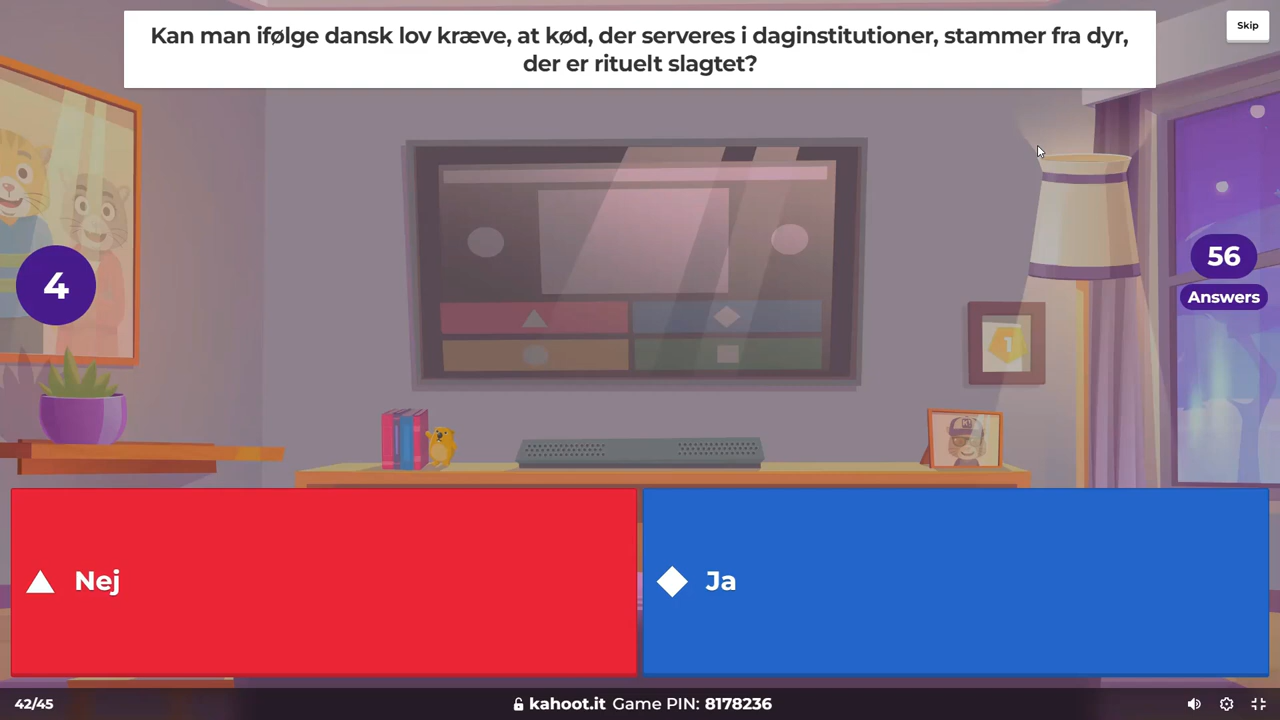 Kan man ifølge dansk lov kræve, at kød, der serveres i daginstitutioner, stammer fra dyr,
der er rituelt slagtet?
Skip
4
56
Answers
1
Nej
Ja
42/45
kahoot.it Game PIN: 8178236